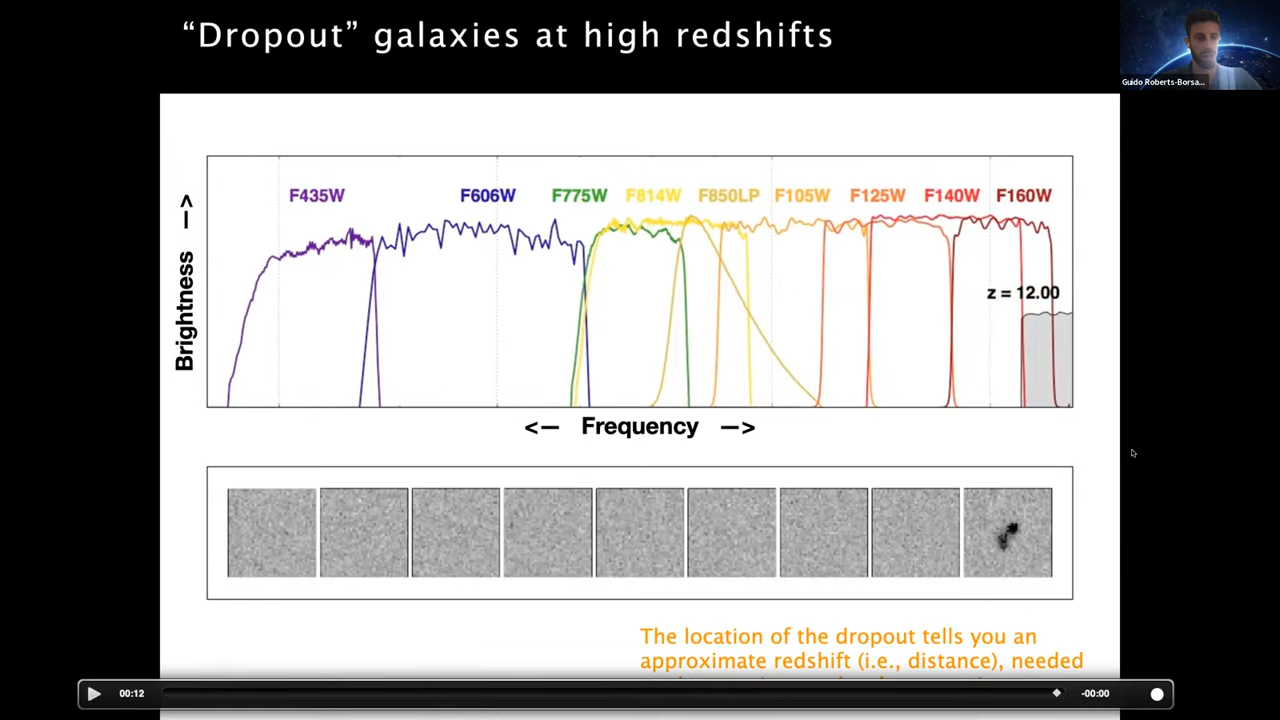 “Dropout” galaxies at high redshifts
Guido Roberts-Borsa...
F435W F606W F775W F814W F850LP F105W F125W F140W F160W
Brightness —>
z = 12.00
<— Frequency —>
The location of the dropout tells you an
approximate redshift (i.e., distance), needed
00:12
-00:00